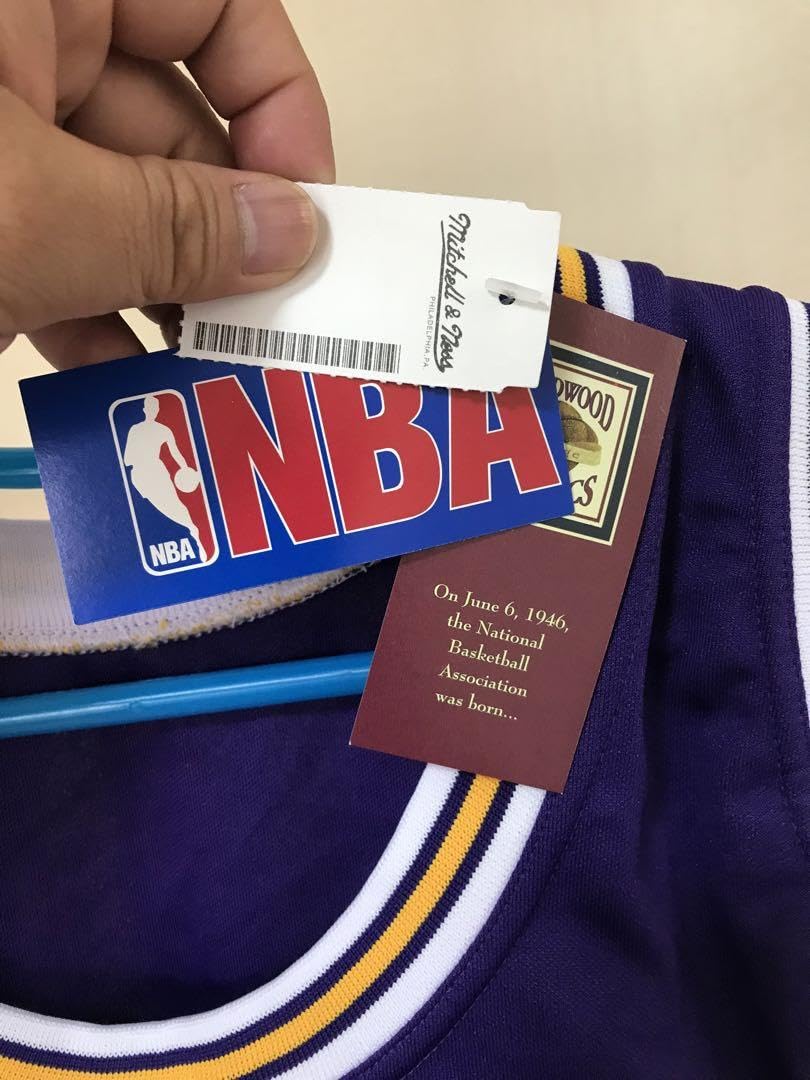 Mitchell & Ness
PHILADELPHIA, PA.
NBA
NBA
On June 6, 1946,
the National
Basketball
Association
was born...